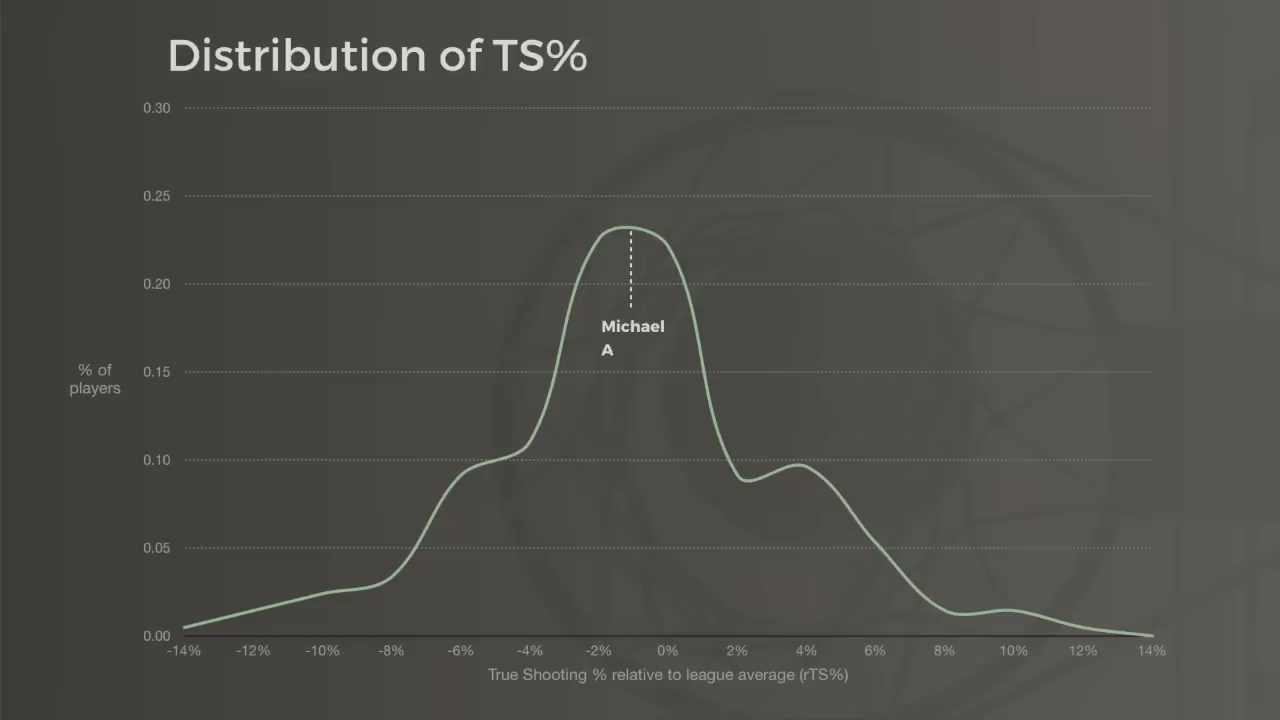 Distribution of TS%
0.30
0.25
0.20
Michael
A
% of
players
0.15
0.10
0.05
0.00
-14% -12% -10% -8% -6% -4% -2% 0% 2% 4% 6% 8% 10% 12% 14%
True Shooting % relative to league average (rTS%)